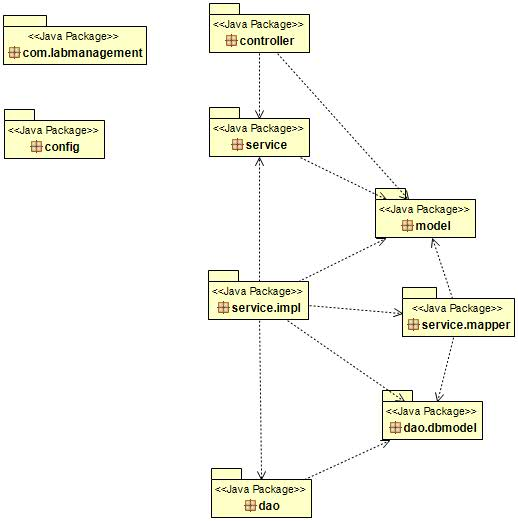 <<Java Package>>
com.labmanagement
<<Java Package>>
controller
<<Java Package>>
config
<<Java Package>>
service
<<Java Package>>
model
<<Java Package>>
service.impl
<<Java Package>>
service.mapper
<<Java Package>>
dao.dbmodel
<<Java Package>>
dao